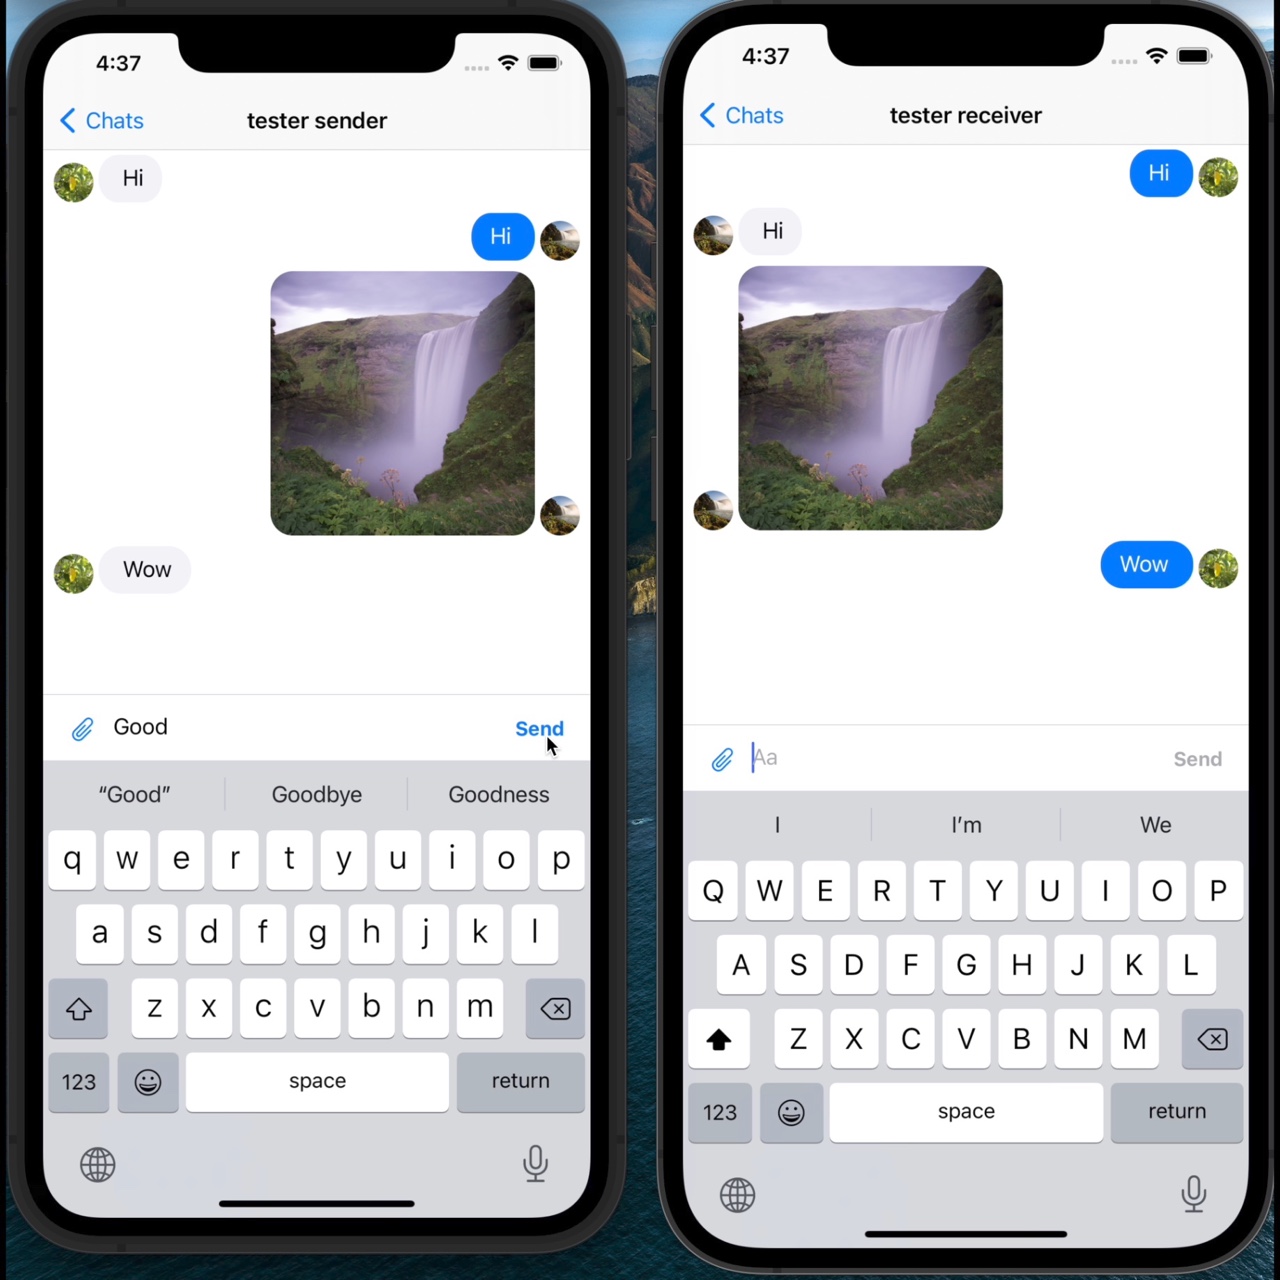 4:37
Chats
tester sender
Hi
Hi
Wow
Good
Send
“Good”
Goodbye
Goodness
q w e r t y u i o p
a s d f g h j k l
z x c v b n m
123
space
return
4:37
Chats
tester receiver
Hi
Hi
Wow
Aa
Send
I
I’m
We
Q W E R T Y U I O P
A S D F G H J K L
Z X C V B N M
123
space
return